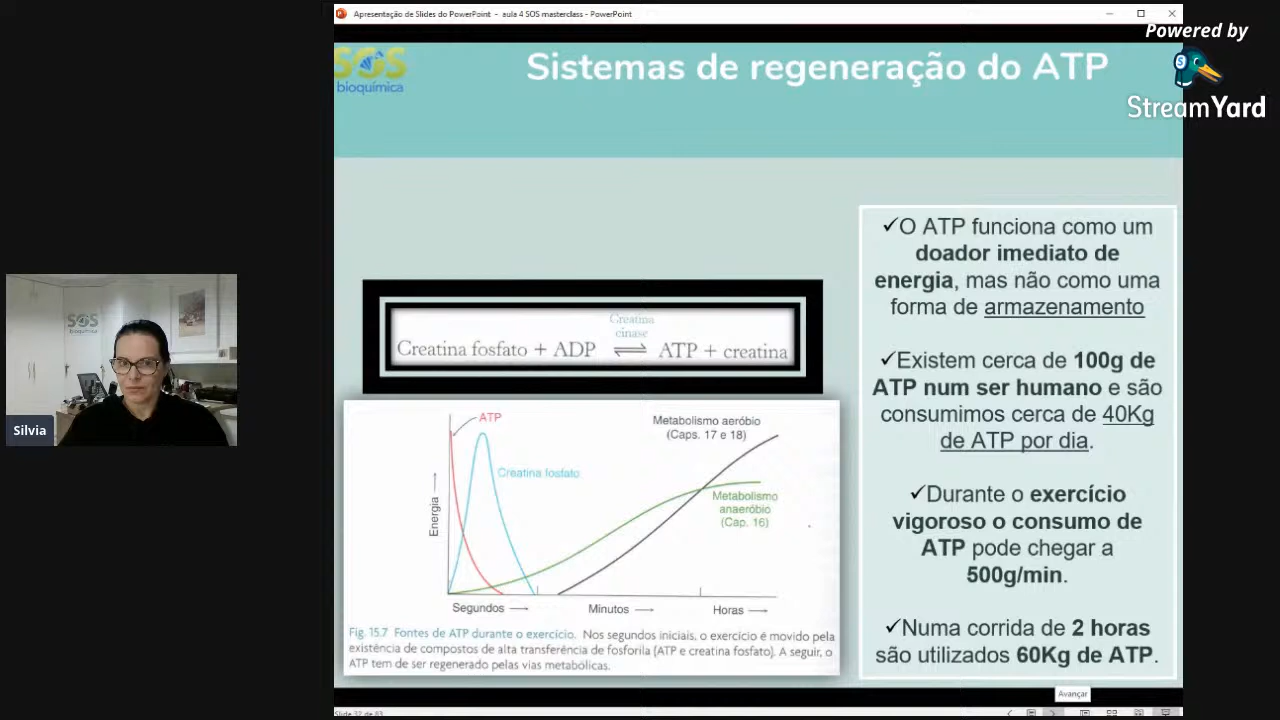 Apresentação de Slides do PowerPoint - aula 4 SOS masterclass - PowerPoint
Powered by
StreamYard
SOS
bioquímica
Sistemas de regeneração do ATP
Creatina
cinase
Creatina fosfato + ADP ⇌ ATP + creatina
ATP
Creatina fosfato
Metabolismo aeróbio
(Caps. 17 e 18)
Metabolismo
anaeróbio
(Cap. 16)
Energia →
Segundos →
Minutos →
Horas →
Fig. 15.7 Fontes de ATP durante o exercício. Nos segundos iniciais, o exercício é movido pela
existência de compostos de alta transferência de fosforila (ATP e creatina fosfato). A seguir, o
ATP tem de ser regenerado pelas vias metabólicas.
✓O ATP funciona como um
doador imediato de
energia, mas não como uma
forma de armazenamento
✓Existem cerca de 100g de
ATP num ser humano e são
consumimos cerca de 40Kg
de ATP por dia.
✓Durante o exercício
vigoroso o consumo de
ATP pode chegar a
500g/min.
✓Numa corrida de 2 horas
são utilizados 60Kg de ATP.
SOS
bioquímica
Silvia
Avançar
Slide 32 de 83